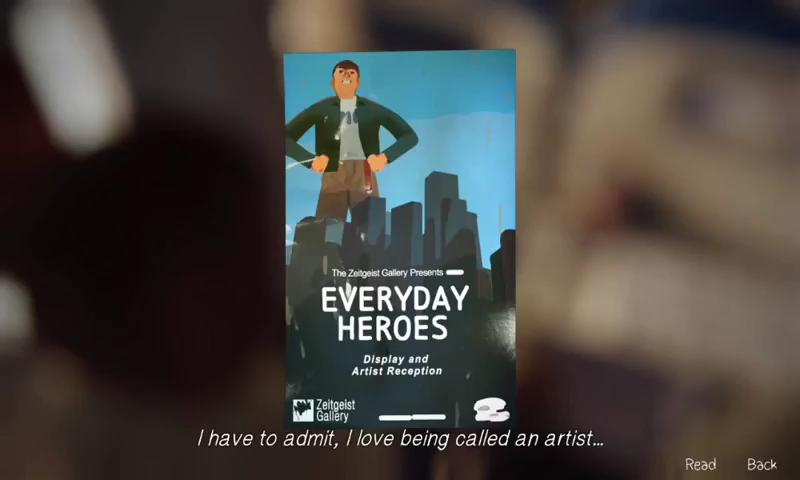 The Zeitgeist Gallery Presents
EVERYDAY
HEROES
Display and
Artist Reception
Zeitgeist
Gallery
I have to admit, I love being called an artist...
Read Back